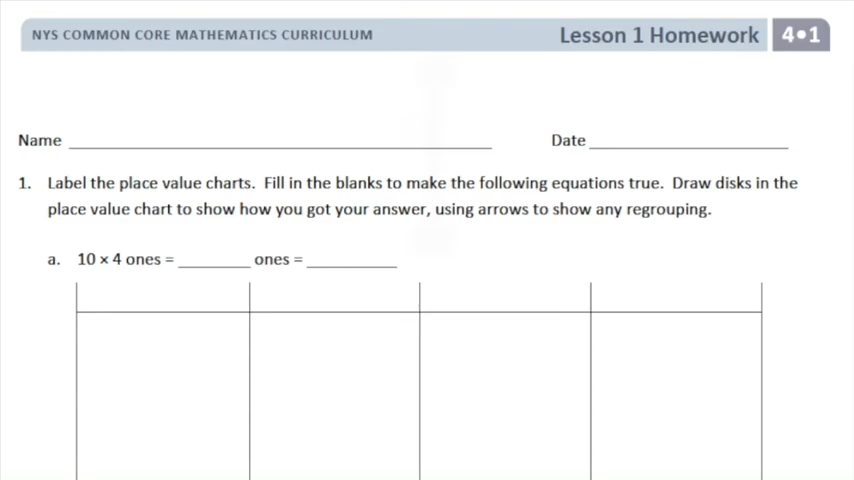 NYS COMMON CORE MATHEMATICS CURRICULUM Lesson 1 Homework 4•1
Name ____________ Date ____________
1. Label the place value charts. Fill in the blanks to make the following equations true. Draw disks in the
place value chart to show how you got your answer, using arrows to show any regrouping.
a. 10 × 4 ones = ________ ones = __________